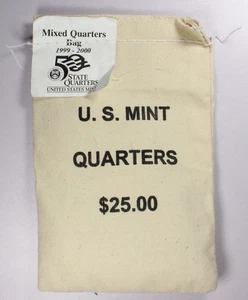 Mixed Quarters
Bag
1999 - 2000
50
STATE
QUARTERS
UNITED STATES MINT
U. S. MINT
QUARTERS
$25.00